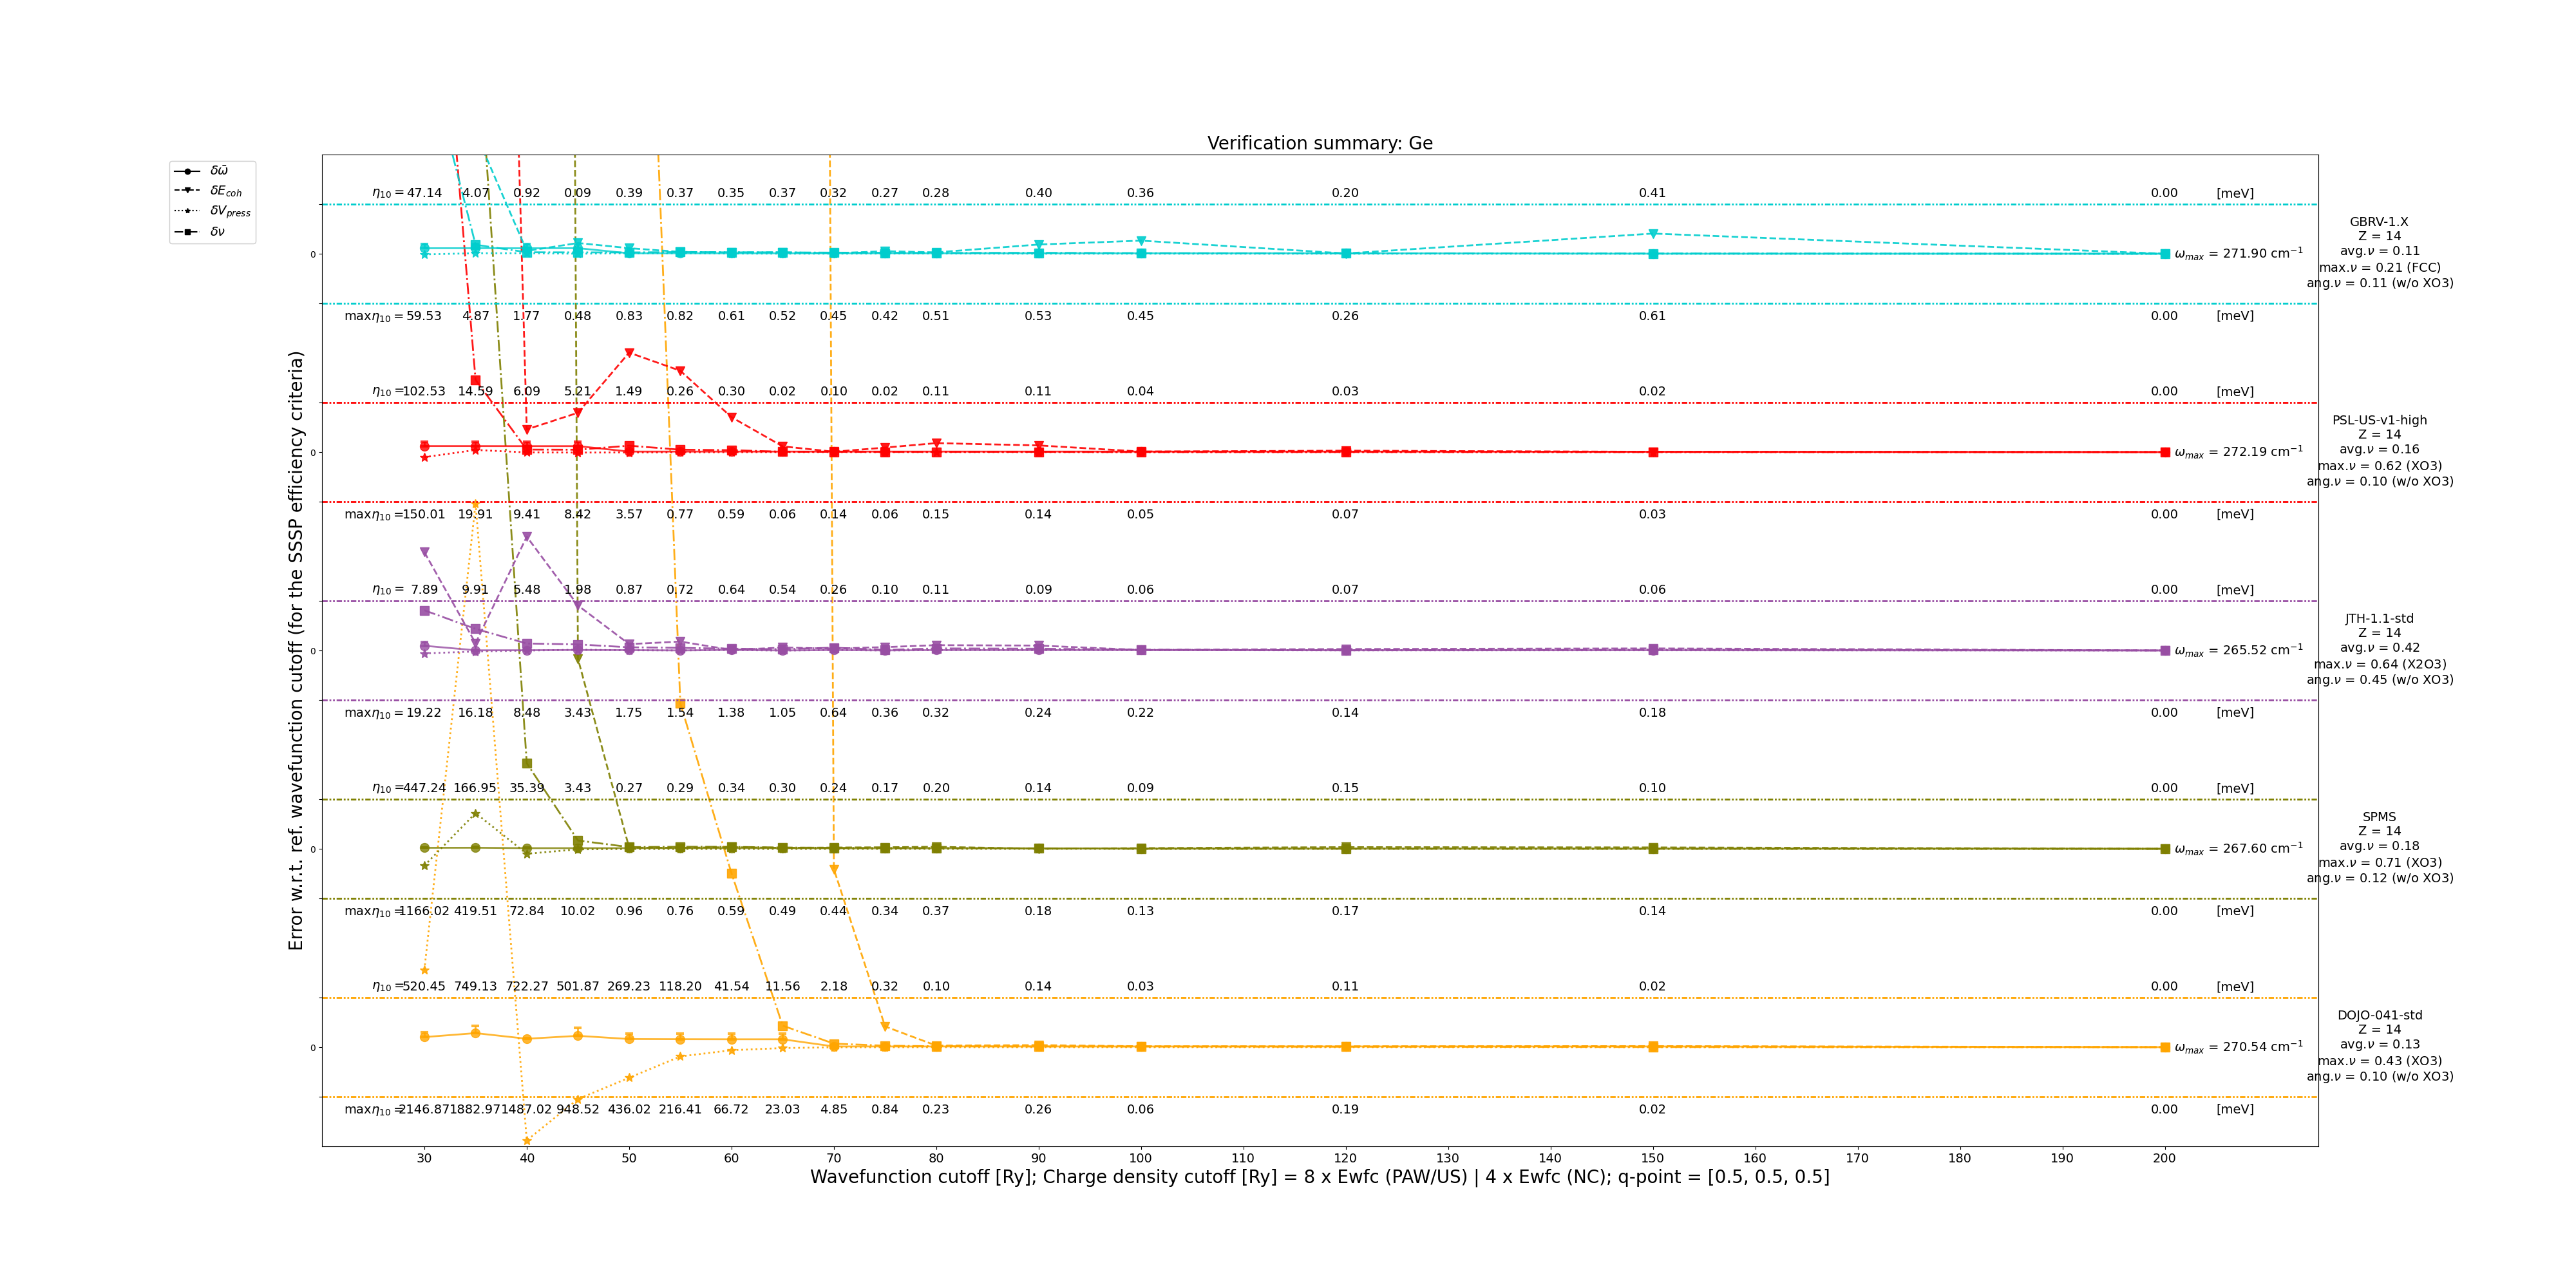 Verification summary: Ge
δω̄
δE_coh
δV_press
δν
Error w.r.t. ref. wavefunction cutoff (for the SSSP efficiency criteria)
η₁₀ = 47.14 4.07 0.92 0.09 0.39 0.37 0.35 0.37 0.32 0.27 0.28 0.40 0.36 0.20 0.41 0.00 [meV]
0
ω_max = 271.90 cm⁻¹
GBRV-1.X
Z = 14
avg.ν = 0.11
max.ν = 0.21 (FCC)
ang.ν = 0.11 (w/o XO3)
maxη₁₀ = 59.53 4.87 1.77 0.48 0.83 0.82 0.61 0.52 0.45 0.42 0.51 0.53 0.45 0.26 0.61 0.00 [meV]
η₁₀ = 102.53 14.59 6.09 5.21 1.49 0.26 0.30 0.02 0.10 0.02 0.11 0.11 0.04 0.03 0.02 0.00 [meV]
0
ω_max = 272.19 cm⁻¹
PSL-US-v1-high
Z = 14
avg.ν = 0.16
max.ν = 0.62 (XO3)
ang.ν = 0.10 (w/o XO3)
maxη₁₀ = 150.01 19.91 9.41 8.42 3.57 0.77 0.59 0.06 0.14 0.06 0.15 0.14 0.05 0.07 0.03 0.00 [meV]
η₁₀ = 7.89 9.91 5.48 1.98 0.87 0.72 0.64 0.54 0.26 0.10 0.11 0.09 0.06 0.07 0.06 0.00 [meV]
0
ω_max = 265.52 cm⁻¹
JTH-1.1-std
Z = 14
avg.ν = 0.42
max.ν = 0.64 (X2O3)
ang.ν = 0.45 (w/o XO3)
maxη₁₀ = 19.22 16.18 8.48 3.43 1.75 1.54 1.38 1.05 0.64 0.36 0.32 0.24 0.22 0.14 0.18 0.00 [meV]
η₁₀ = 447.24 166.95 35.39 3.43 0.27 0.29 0.34 0.30 0.24 0.17 0.20 0.14 0.09 0.15 0.10 0.00 [meV]
0
ω_max = 267.60 cm⁻¹
SPMS
Z = 14
avg.ν = 0.18
max.ν = 0.71 (XO3)
ang.ν = 0.12 (w/o XO3)
maxη₁₀ = 1166.02 419.51 72.84 10.02 0.96 0.76 0.59 0.49 0.44 0.34 0.37 0.18 0.13 0.17 0.14 0.00 [meV]
η₁₀ = 520.45 749.13 722.27 501.87 269.23 118.20 41.54 11.56 2.18 0.32 0.10 0.14 0.03 0.11 0.02 0.00 [meV]
0
ω_max = 270.54 cm⁻¹
DOJO-041-std
Z = 14
avg.ν = 0.13
max.ν = 0.43 (XO3)
ang.ν = 0.10 (w/o XO3)
maxη₁₀ = 2146.87 1882.97 1487.02 948.52 436.02 216.41 66.72 23.03 4.85 0.84 0.23 0.26 0.06 0.19 0.02 0.00 [meV]
30 40 50 60 70 80 90 100 110 120 130 140 150 160 170 180 190 200
Wavefunction cutoff [Ry]; Charge density cutoff [Ry] = 8 x Ewfc (PAW/US) | 4 x Ewfc (NC); q-point = [0.5, 0.5, 0.5]